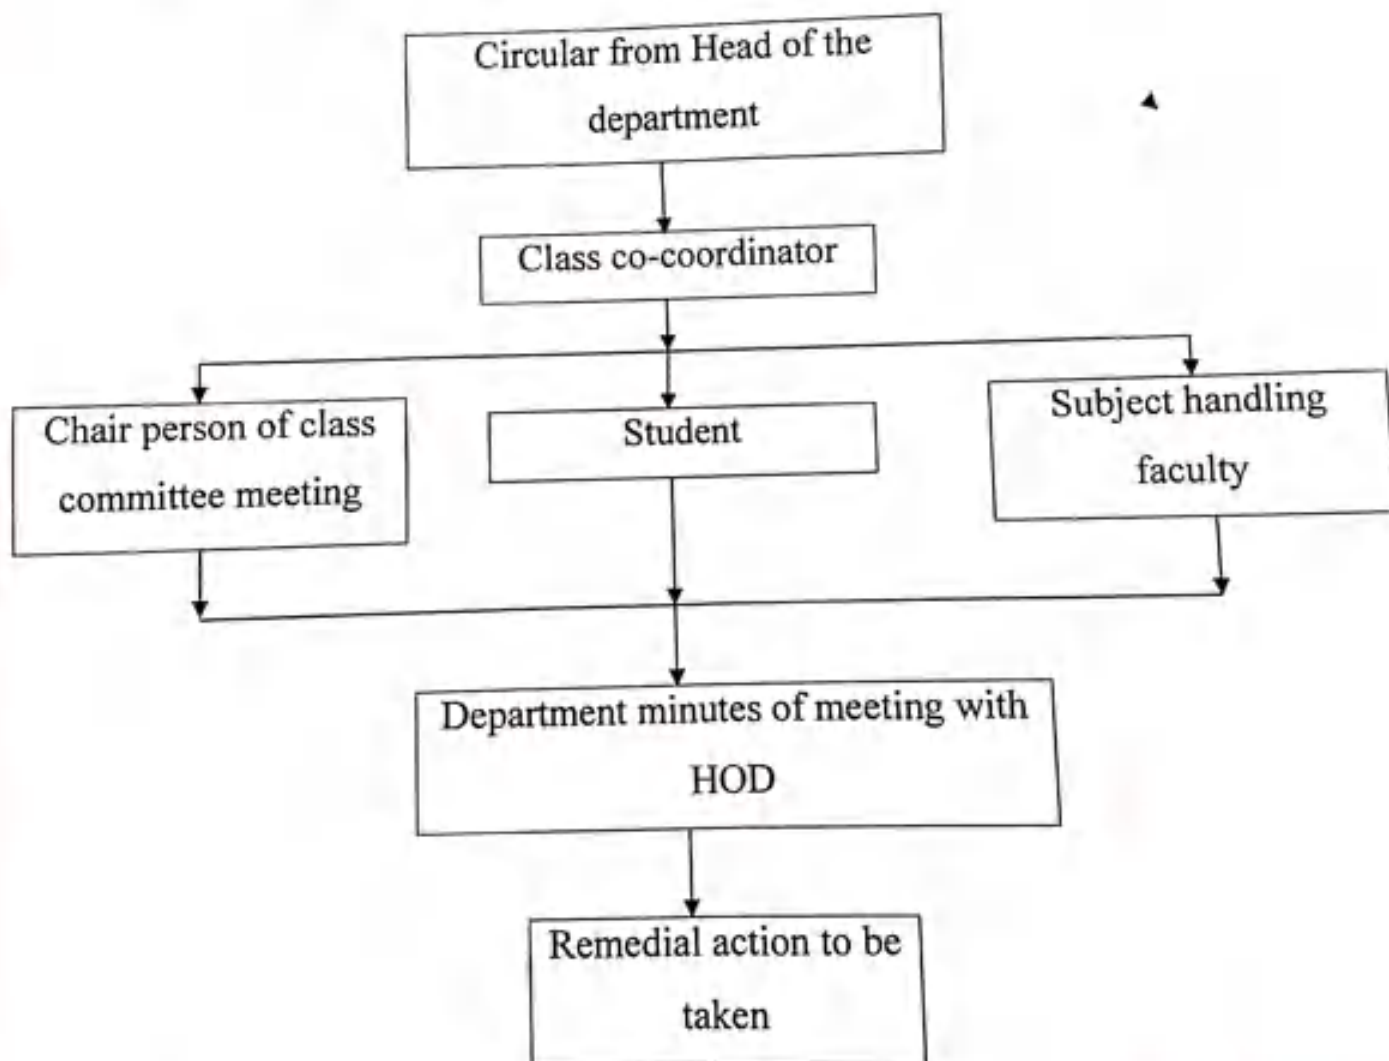 Circular from Head of the
department
Class co-coordinator
Chair person of class
committee meeting
Student
Subject handling
faculty
Department minutes of meeting with
HOD
Remedial action to be
taken